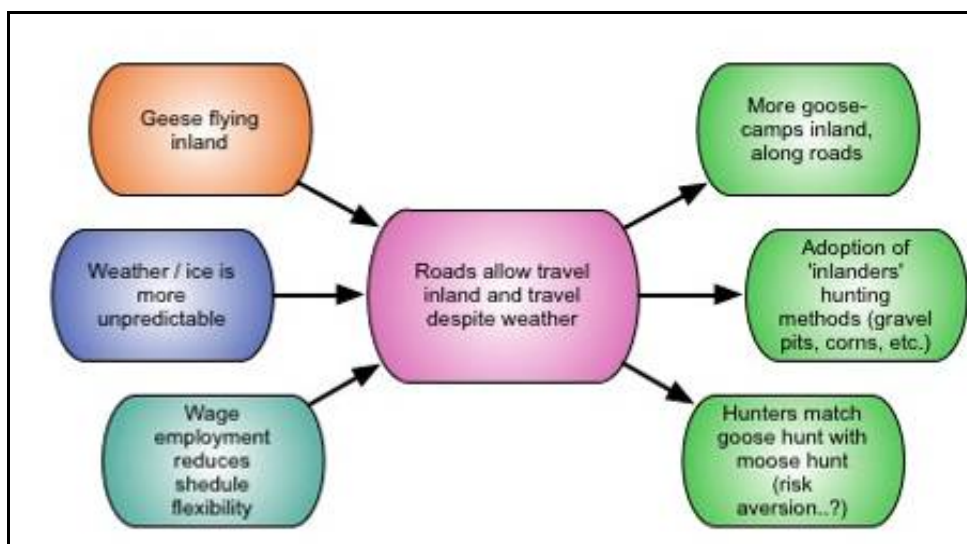 Geese flying
inland
Weather / ice is
more
unpredictable
Wage
employment
reduces
shedule
flexibility
Roads allow travel
inland and travel
despite weather
More goose-
camps inland,
along roads
Adoption of
'inlanders'
hunting
methods (gravel
pits, corns, etc.)
Hunters match
goose hunt with
moose hunt
(risk
aversion..?)